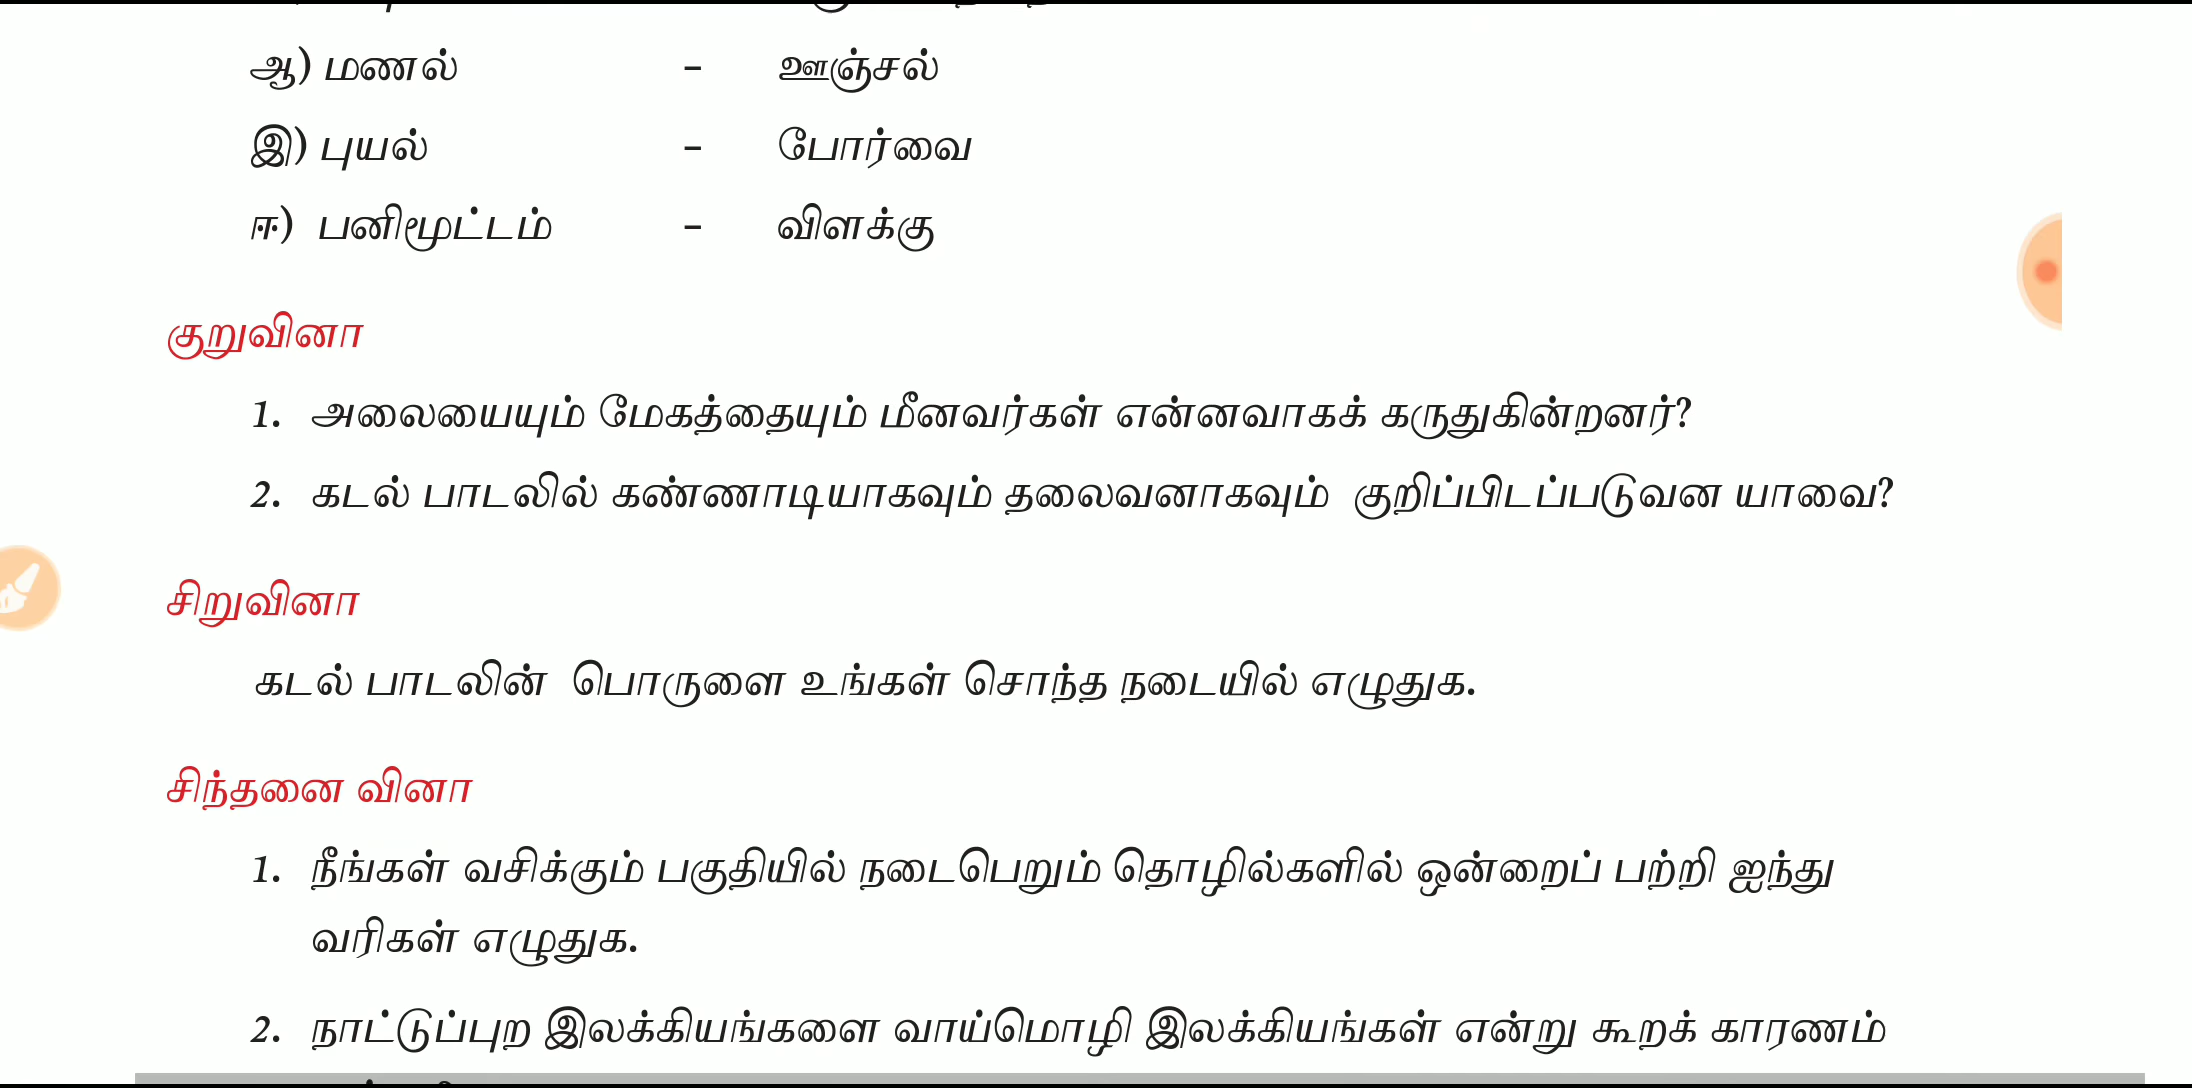 ஆ) மணல் - ஊஞ்சல்
இ) புயல் - போர்வை
ஈ) பனிமூட்டம் - விளக்கு
குறுவினா
1. அலையையும் மேகத்தையும் மீனவர்கள் என்னவாகக் கருதுகின்றனர்?
2. கடல் பாடலில் கண்ணாடியாகவும் தலைவனாகவும் குறிப்பிடப்படுவன யாவை?
சிறுவினா
கடல் பாடலின் பொருளை உங்கள் சொந்த நடையில் எழுதுக.
சிந்தனை வினா
1. நீங்கள் வசிக்கும் பகுதியில் நடைபெறும் தொழில்களில் ஒன்றைப் பற்றி ஐந்து
வரிகள் எழுதுக.
2. நாட்டுப்புற இலக்கியங்களை வாய்மொழி இலக்கியங்கள் என்று கூறக் காரணம்